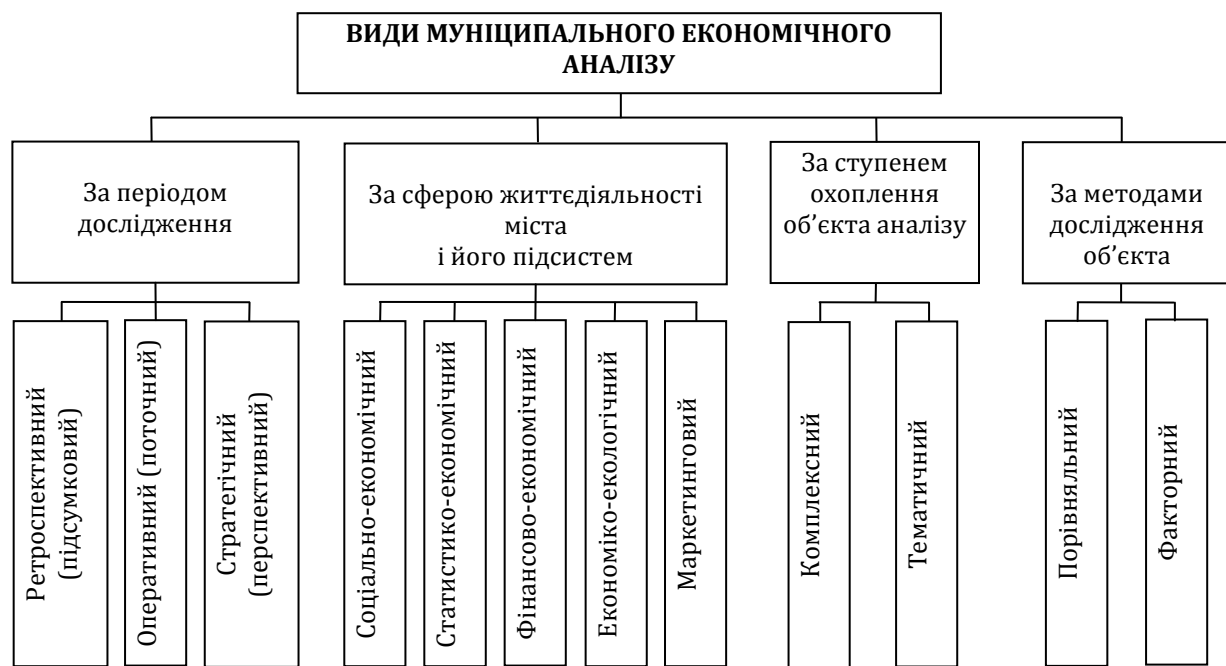 ВИДИ МУНІЦИПАЛЬНОГО ЕКОНОМІЧНОГО
АНАЛІЗУ
За періодом
дослідження
За сферою життєдіяльності
міста
і його підсистем
За ступенем
охоплення
об’єкта аналізу
За методами
дослідження
об’єкта
Ретроспективний
(підсумковий)
Оперативний (поточний)
Стратегічний
(перспективний)
Соціально-економічний
Статистико-економічний
Фінансово-економічний
Економіко-екологічний
Маркетинговий
Комплексний
Тематичний
Порівняльний
Факторний